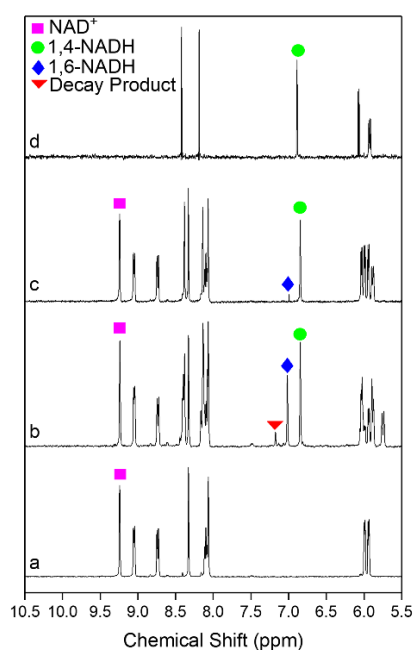 NAD+
1,4-NADH
1,6-NADH
Decay Product
d
c
b
a
10.5 10.0 9.5 9.0 8.5 8.0 7.5 7.0 6.5 6.0 5.5
Chemical Shift (ppm)